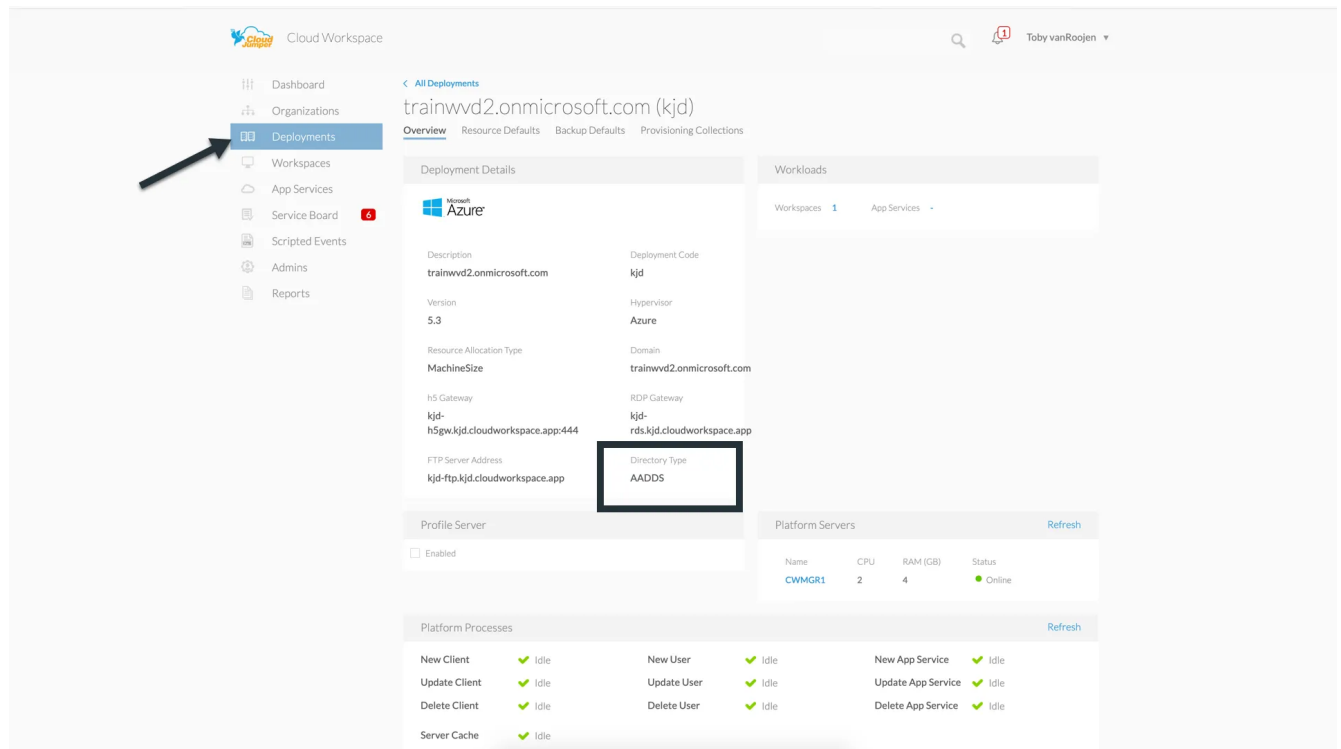 Cloud Jumper
Cloud Workspace
1
Toby vanRoojen
Dashboard
Organizations
Deployments
Workspaces
App Services
Service Board 6
Scripted Events
Admins
Reports
All Deployments
trainwvd2.onmicrosoft.com (kjd)
Overview Resource Defaults Backup Defaults Provisioning Collections
Deployment Details
Microsoft
Azure
Description
trainwvd2.onmicrosoft.com
Deployment Code
kjd
Version
5.3
Hypervisor
Azure
Resource Allocation Type
MachineSize
Domain
trainwvd2.onmicrosoft.com
h5 Gateway
kjd-
h5gw.kjd.cloudworkspace.app:444
RDP Gateway
kjd-
rds.kjd.cloudworkspace.app
FTP Server Address
kjd-ftp.kjd.cloudworkspace.app
Directory Type
AADDS
Workloads
Workspaces 1 App Services -
Profile Server
Enabled
Platform Servers Refresh
Name CPU RAM (GB) Status
CWMGR1 2 4 Online
Platform Processes Refresh
New Client Idle New User Idle New App Service Idle
Update Client Idle Update User Idle Update App Service Idle
Delete Client Idle Delete User Idle Delete App Service Idle
Server Cache Idle